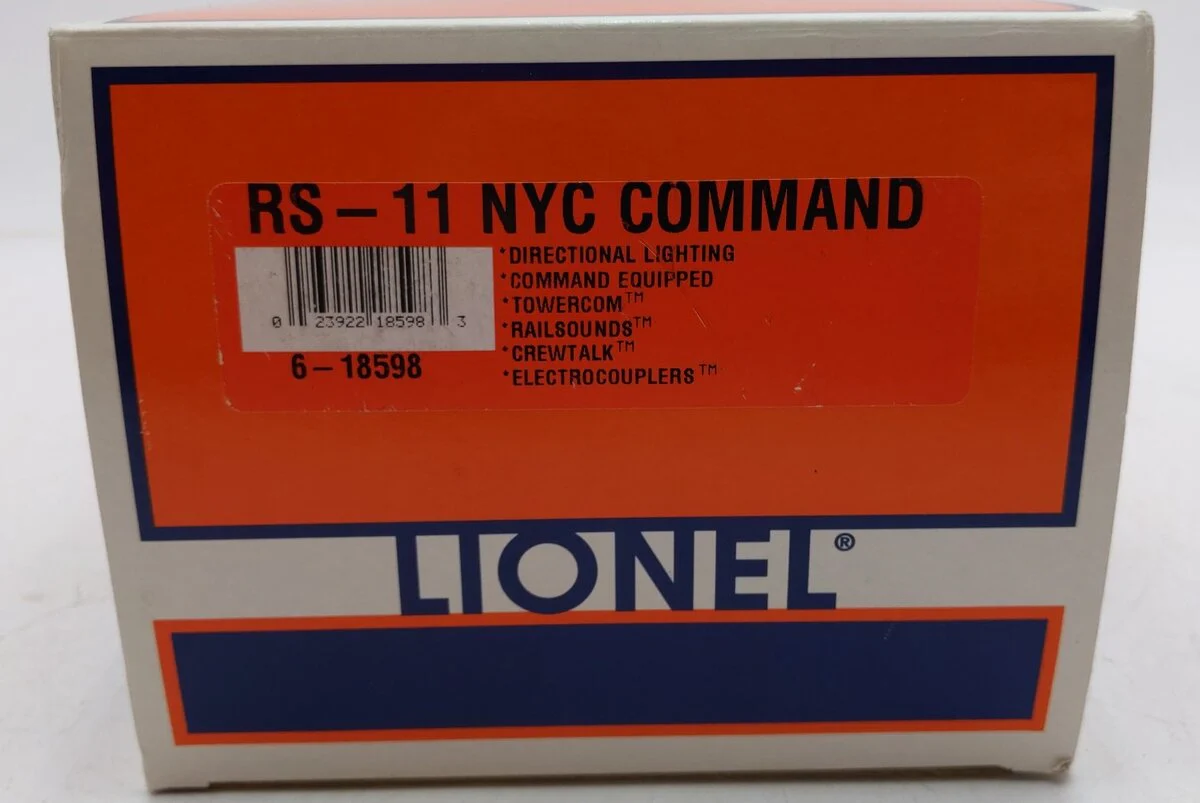 RS – 11 NYC COMMAND
*DIRECTIONAL LIGHTING
*COMMAND EQUIPPED
*TOWERCOM™
*RAILSOUNDS™
*CREWTALK™
*ELECTROCOUPLERS™
0 23922 18598 3
6–18598
LIONEL®